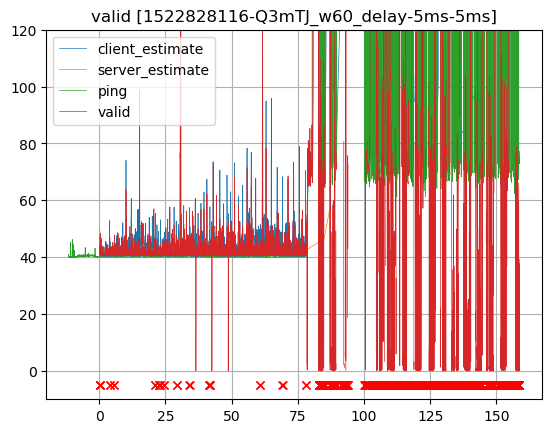 valid [1522828116-Q3mTJ_w60_delay-5ms-5ms]
120
100
80
60
40
20
0
client_estimate
server_estimate
ping
valid
0 25 50 75 100 125 150